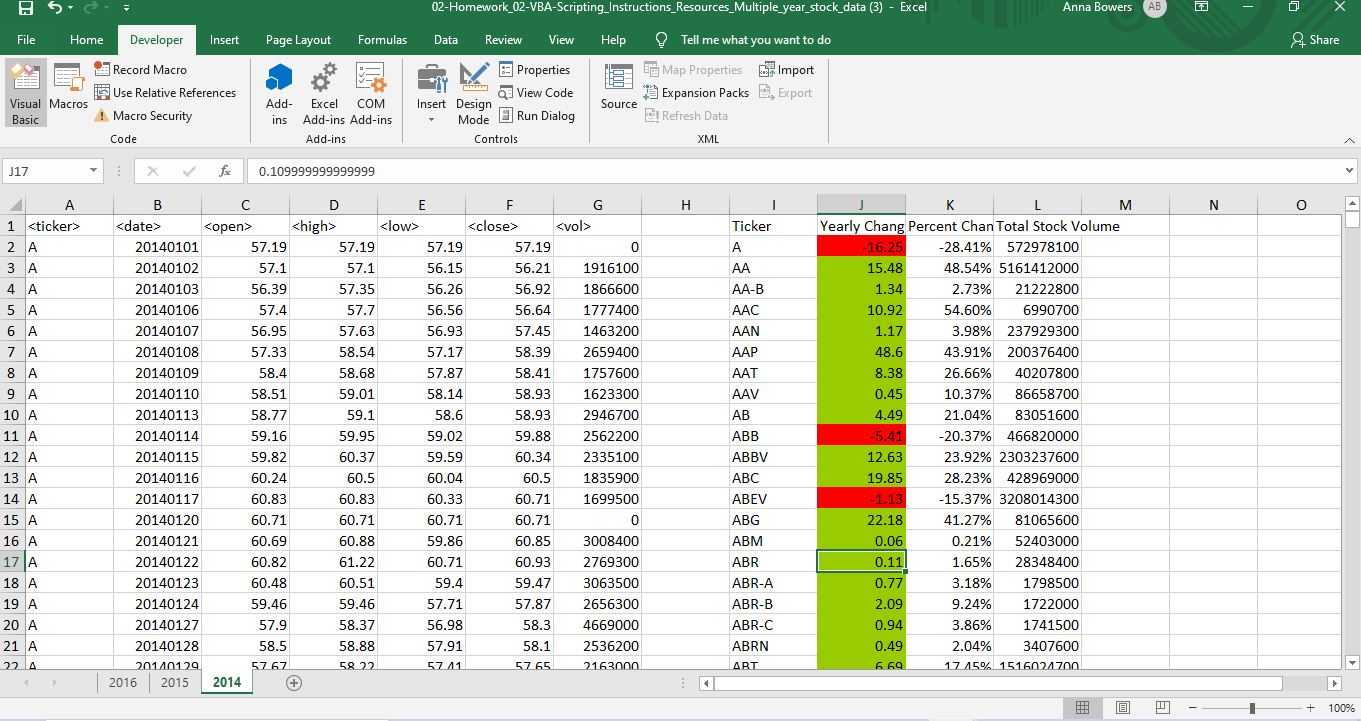 02-Homework_02-VBA-Scripting_Instructions_Resources_Multiple_year_stock_data (3) - Excel
Anna Bowers AB
File Home Developer Insert Page Layout Formulas Data Review View Help Tell me what you want to do Share
Visual Basic
Macros
Record Macro
Use Relative References
Macro Security
Code
Add-ins
Excel Add-ins
COM Add-ins
Add-ins
Insert
Design Mode
Properties
View Code
Run Dialog
Controls
Source
Map Properties
Expansion Packs
Refresh Data
Import
Export
XML
J17 fx 0.109999999999999
A B C D E F G H I J K L M N O
1 <ticker> <date> <open> <high> <low> <close> <vol> Ticker Yearly Chang Percent Chan Total Stock Volume
2 A 20140101 57.19 57.19 57.19 57.19 0 A -16.25 -28.41% 572978100
3 A 20140102 57.1 57.1 56.15 56.21 1916100 AA 15.48 48.54% 5161412000
4 A 20140103 56.39 57.35 56.26 56.92 1866600 AA-B 1.34 2.73% 21222800
5 A 20140106 57.4 57.7 56.56 56.64 1777400 AAC 10.92 54.60% 6990700
6 A 20140107 56.95 57.63 56.93 57.45 1463200 AAN 1.17 3.98% 237929300
7 A 20140108 57.33 58.54 57.17 58.39 2659400 AAP 48.6 43.91% 200376400
8 A 20140109 58.4 58.68 57.87 58.41 1757600 AAT 8.38 26.66% 40207800
9 A 20140110 58.51 59.01 58.14 58.93 1623300 AAV 0.45 10.37% 86658700
10 A 20140113 58.77 59.1 58.6 58.93 2946700 AB 4.49 21.04% 83051600
11 A 20140114 59.16 59.95 59.02 59.88 2562200 ABB -5.41 -20.37% 466820000
12 A 20140115 59.82 60.37 59.59 60.34 2335100 ABBV 12.63 23.92% 2303237600
13 A 20140116 60.24 60.5 60.04 60.5 1835900 ABC 19.85 28.23% 428969000
14 A 20140117 60.83 60.83 60.33 60.71 1699500 ABEV -1.13 -15.37% 3208014300
15 A 20140120 60.71 60.71 60.71 60.71 0 ABG 22.18 41.27% 81065600
16 A 20140121 60.69 60.88 59.86 60.85 3008400 ABM 0.06 0.21% 52403000
17 A 20140122 60.82 61.22 60.71 60.93 2769300 ABR 0.11 1.65% 28348400
18 A 20140123 60.48 60.51 59.4 59.47 3063500 ABR-A 0.77 3.18% 1798500
19 A 20140124 59.46 59.46 57.71 57.87 2656300 ABR-B 2.09 9.24% 1722000
20 A 20140127 57.9 58.37 56.98 58.3 4669000 ABR-C 0.94 3.86% 1741500
21 A 20140128 58.5 58.88 57.91 58.1 2536200 ABRN 0.49 2.04% 3407600
22 A 20140129 57.67 58.22 57.41 57.65 2163000 ABT 6.69 17.45% 1516024700
2016 2015 2014
100%